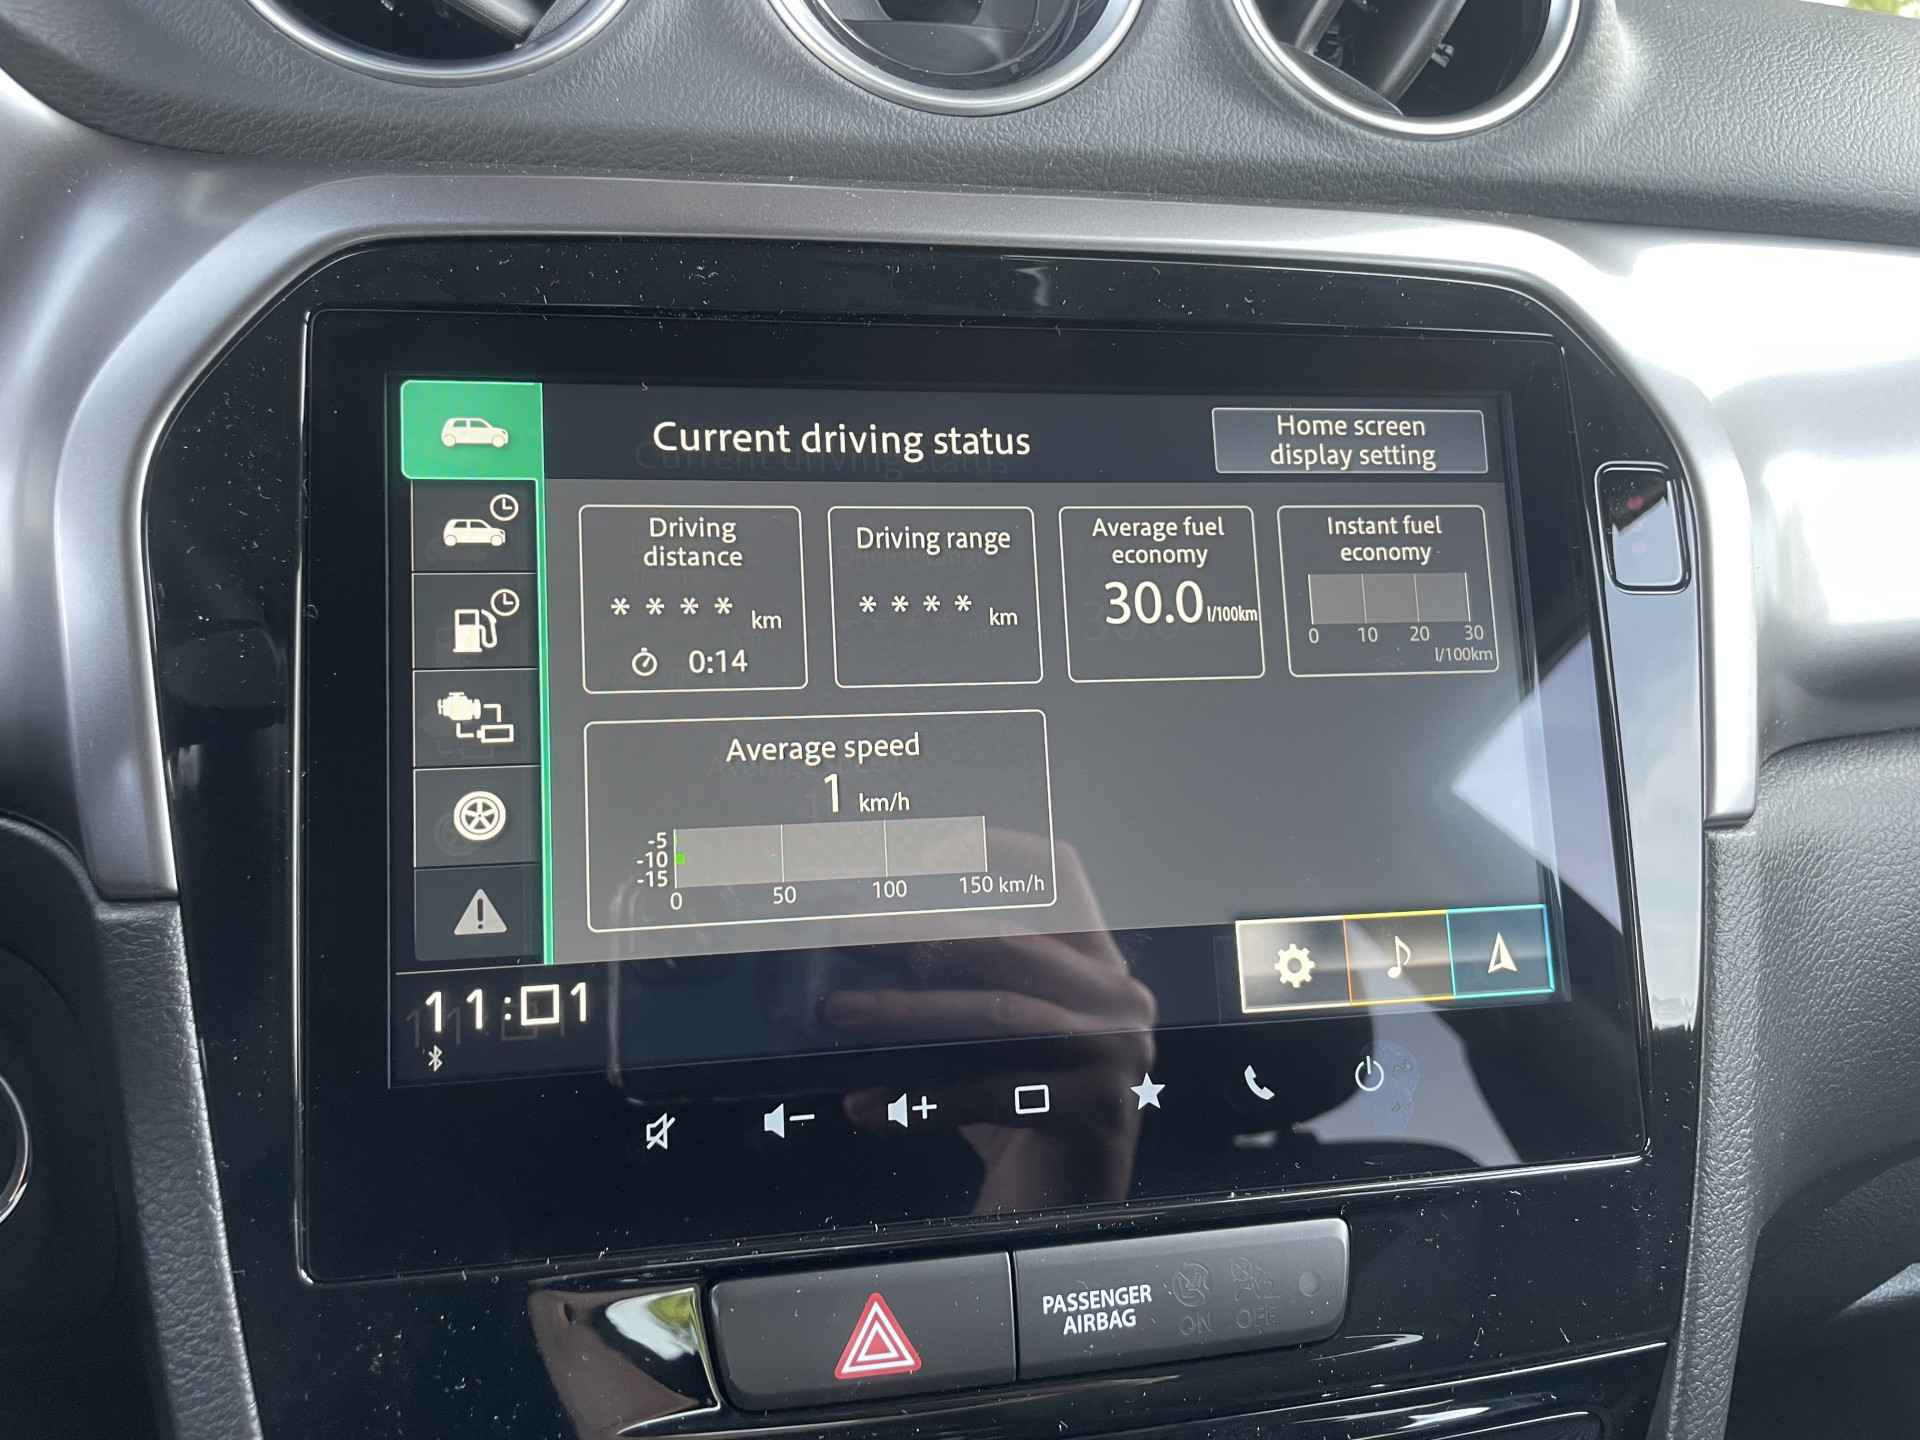 Current driving status
Home screen
display setting
Driving
distance
* * * * km
0:14
Driving range
* * * * km
Average fuel
economy
30.0 l/100km
Instant fuel
economy
0 10 20 30
l/100km
Average speed
1 km/h
-5
-10
-15
0 50 100 150 km/h
11:□1
PASSENGER
AIRBAG
ON OFF